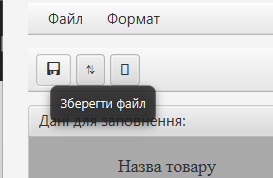 Файл Формат
Зберегти файл
Дані для заповнення:
Назва товару